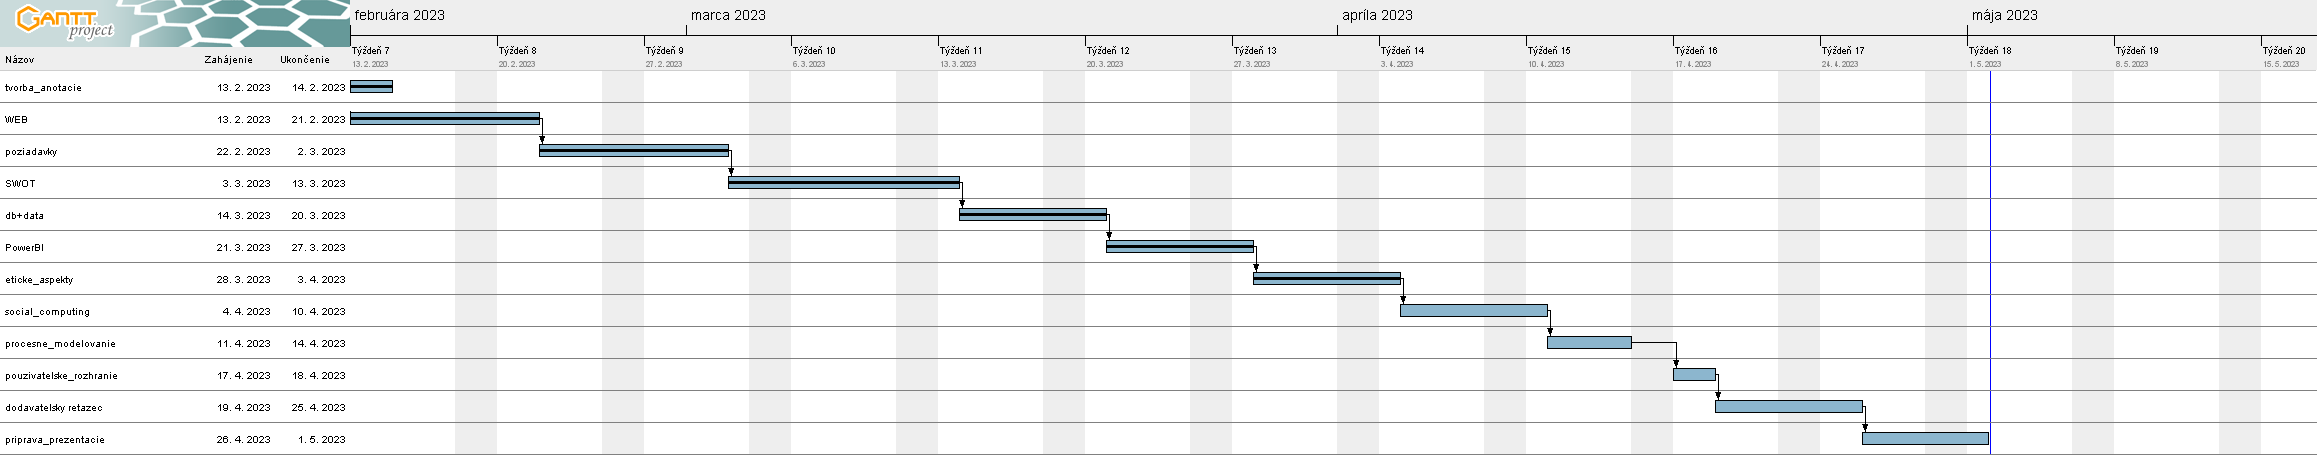 GANTT
project
februára 2023
marca 2023
apríla 2023
mája 2023
Týždeň 7
Týždeň 8
Týždeň 9
Týždeň 10
Týždeň 11
Týždeň 12
Týždeň 13
Týždeň 14
Týždeň 15
Týždeň 16
Týždeň 17
Týždeň 18
Týždeň 19
Týždeň 20
13. 2. 2023
20. 2. 2023
27. 2. 2023
6. 3. 2023
13. 3. 2023
20. 3. 2023
27. 3. 2023
3. 4. 2023
10. 4. 2023
17. 4. 2023
24. 4. 2023
1. 5. 2023
8. 5. 2023
15. 5. 2023
Názov Zahájenie Ukončenie
tvorba_anotacie 13. 2. 2023 14. 2. 2023
WEB 13. 2. 2023 21. 2. 2023
poziadavky 22. 2. 2023 2. 3. 2023
SWOT 3. 3. 2023 13. 3. 2023
db+data 14. 3. 2023 20. 3. 2023
PowerBI 21. 3. 2023 27. 3. 2023
eticke_aspekty 28. 3. 2023 3. 4. 2023
social_computing 4. 4. 2023 10. 4. 2023
procesne_modelovanie 11. 4. 2023 14. 4. 2023
pouzivatelske_rozhranie 17. 4. 2023 18. 4. 2023
dodavatelsky retazec 19. 4. 2023 25. 4. 2023
priprava_prezentacie 26. 4. 2023 1. 5. 2023